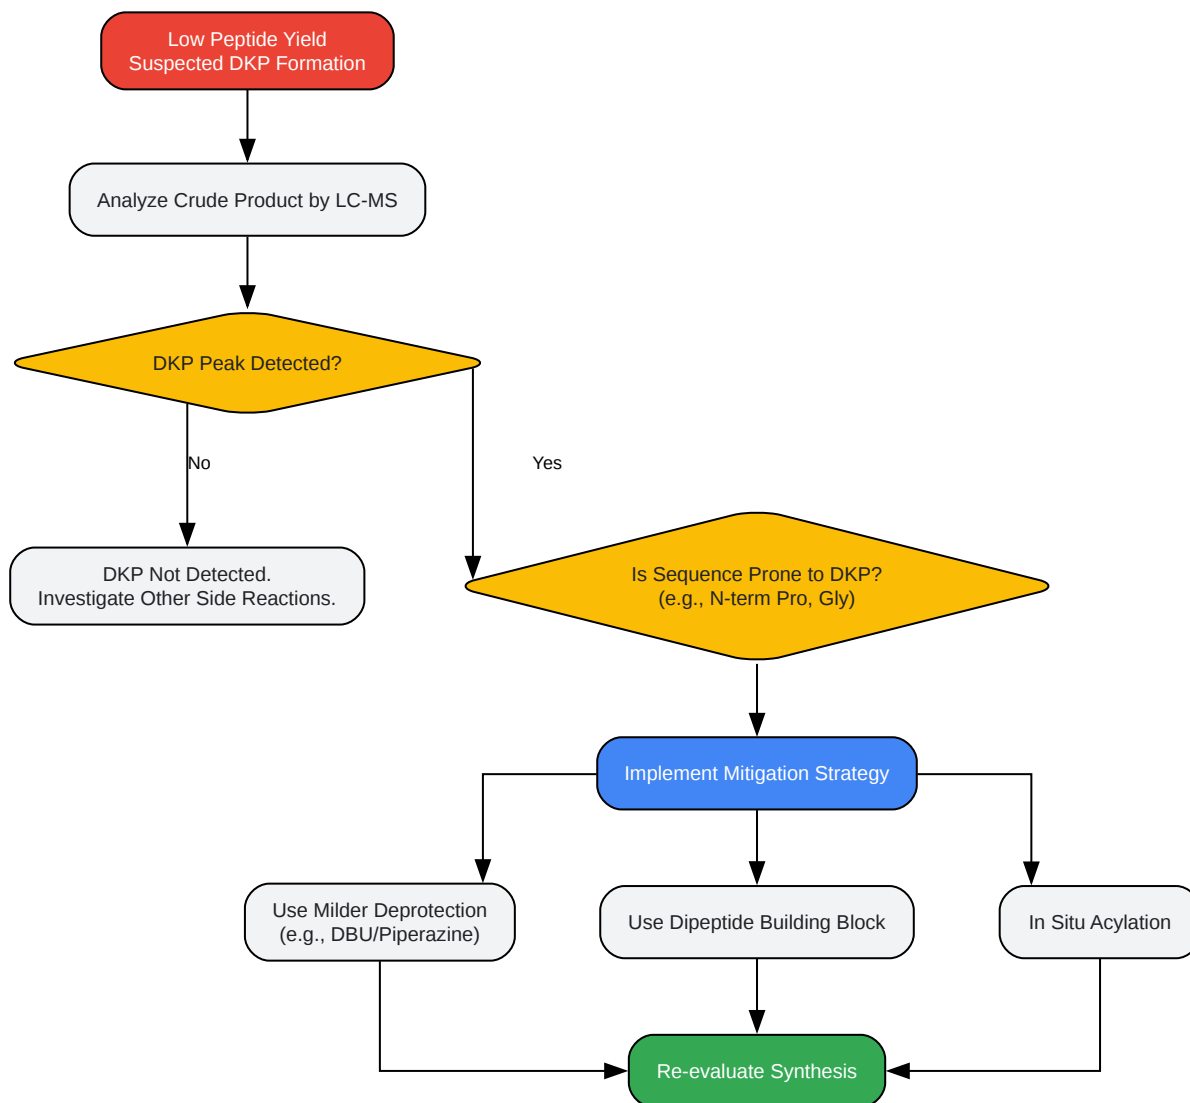 Low Peptide Yield
Suspected DKP Formation
Analyze Crude Product by LC-MS
DKP Peak Detected?
No
Yes
DKP Not Detected.
Investigate Other Side Reactions.
Is Sequence Prone to DKP?
(e.g., N-term Pro, Gly)
Implement Mitigation Strategy
Use Milder Deprotection
(e.g., DBU/Piperazine)
Use Dipeptide Building Block
In Situ Acylation
Re-evaluate Synthesis